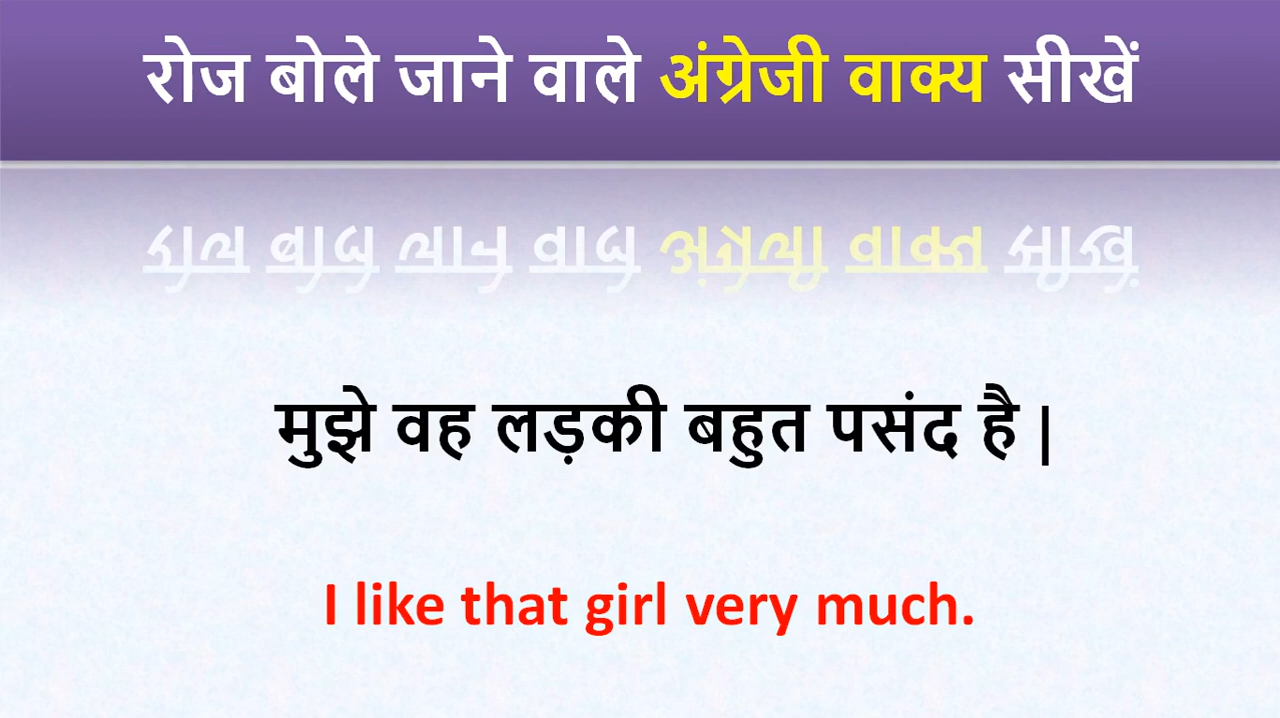 रोज बोले जाने वाले अंग्रेजी वाक्य सीखें
मुझे वह लड़की बहुत पसंद है |
I like that girl very much.